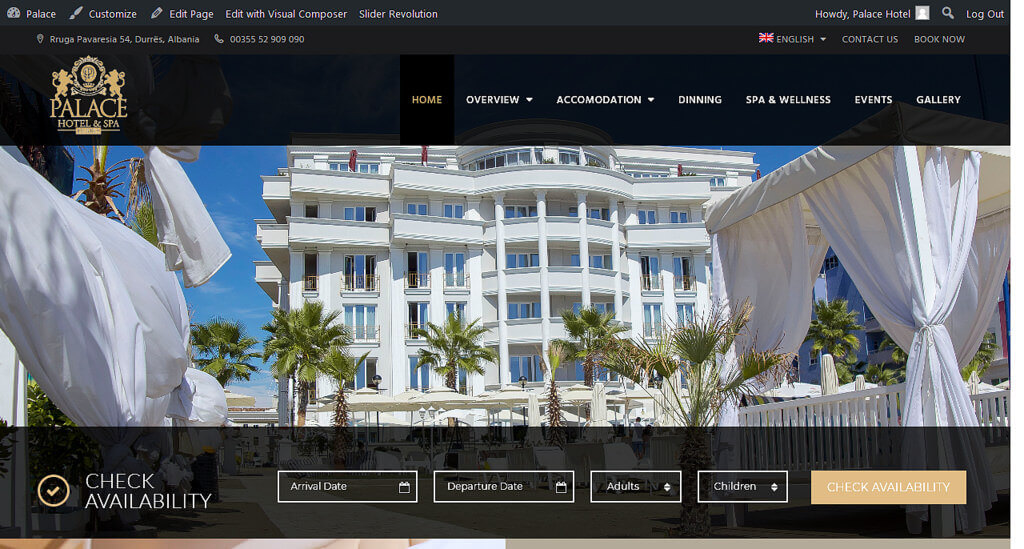 Palace Customize Edit Page Edit with Visual Composer Slider Revolution Howdy, Palace Hotel Log Out
Rruga Pavaresia 54, Durrës, Albania 00355 52 909 090 ENGLISH CONTACT US BOOK NOW
PALACE
HOTEL & SPA
HOME OVERVIEW ACCOMODATION DINNING SPA & WELLNESS EVENTS GALLERY
CHECK
AVAILABILITY
Arrival Date Departure Date Adults Children CHECK AVAILABILITY